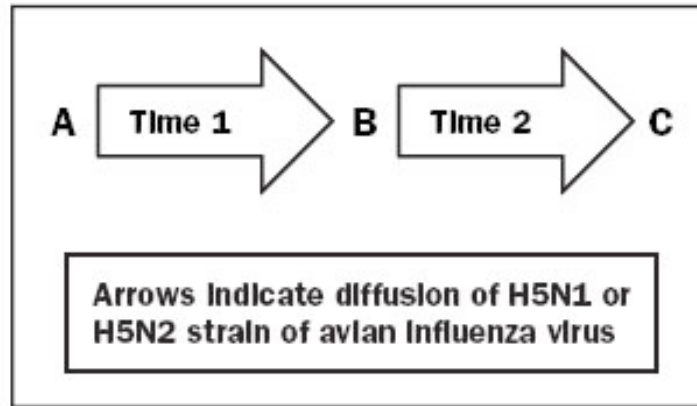 A Time 1 B Time 2 C
Arrows indicate diffusion of H5N1 or
H5N2 strain of avian influenza virus